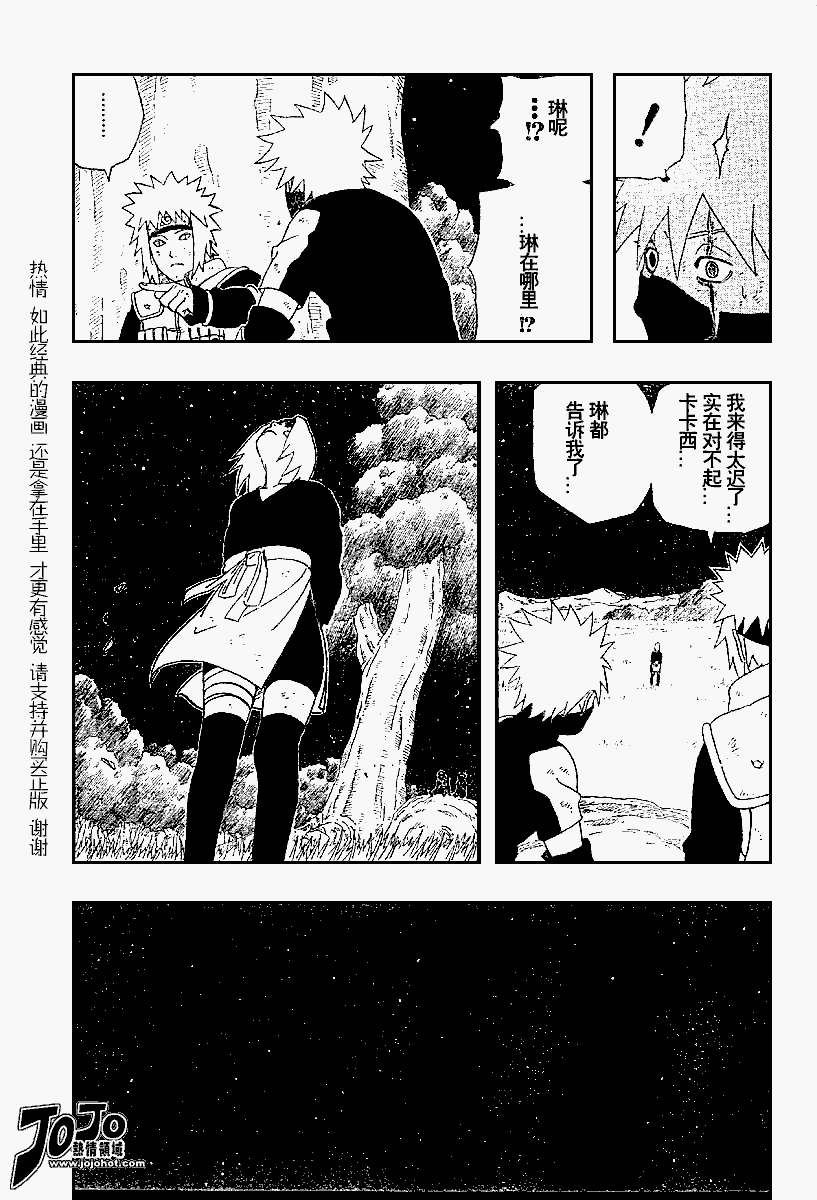 !
琳呢
…!?
…琳在哪里!?
………
我来得太迟了…
实在对不起…
卡卡西…
琳都
告诉我了…
热情 如此经典的漫画 还是拿在手里 才更有感觉 请支持并购买正版 谢谢
JOJO
熱情領域
www.jojohot.com